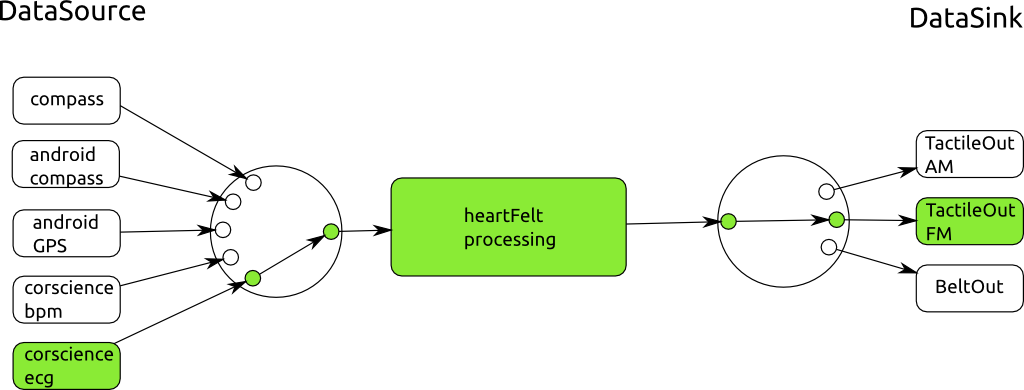 DataSource
DataSink
compass
android
compass
android
GPS
corscience
bpm
corscience
ecg
heartFelt
processing
TactileOut
AM
TactileOut
FM
BeltOut